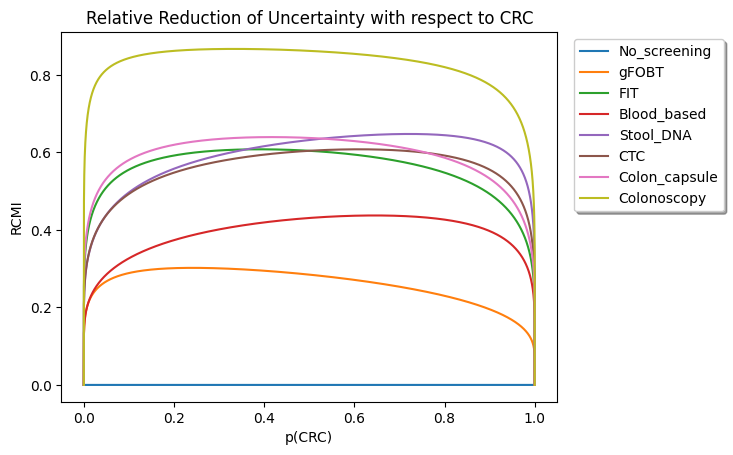 Relative Reduction of Uncertainty with respect to CRC
RCMI
0.8
0.6
0.4
0.2
0.0
0.0 0.2 0.4 0.6 0.8 1.0
p(CRC)
No_screening
gFOBT
FIT
Blood_based
Stool_DNA
CTC
Colon_capsule
Colonoscopy